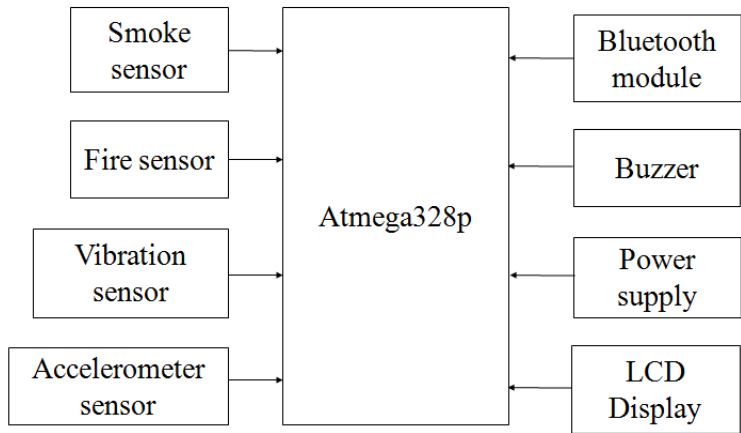 Smoke
sensor
Fire sensor
Vibration
sensor
Accelerometer
sensor
Atmega328p
Bluetooth
module
Buzzer
Power
supply
LCD
Display